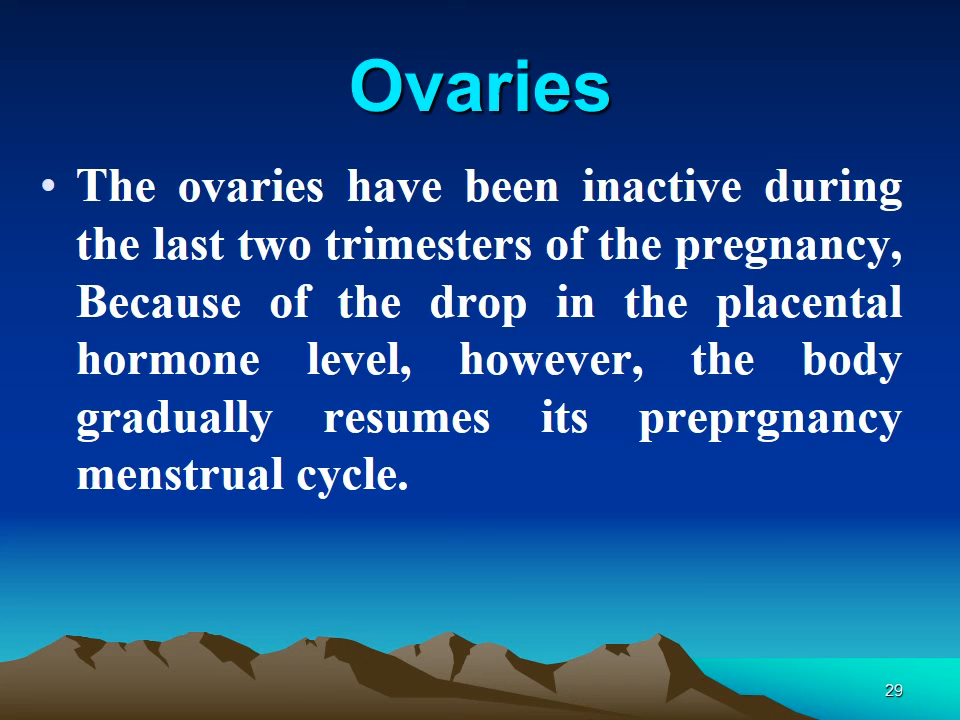 Ovaries
• The ovaries have been inactive during
the last two trimesters of the pregnancy,
Because of the drop in the placental
hormone level, however, the body
gradually resumes its preprgnancy
menstrual cycle.
29